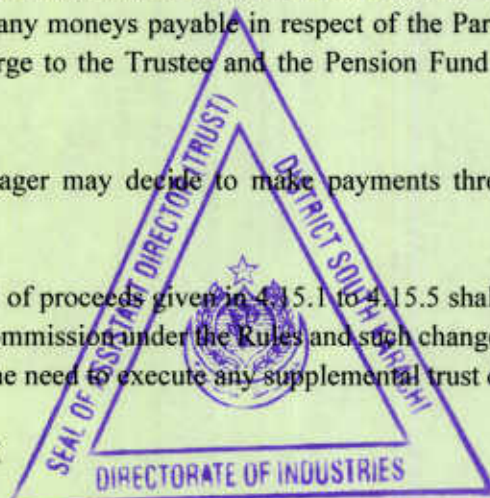 any moneys payable in respect of the Par
rge to the Trustee and the Pension Fund
ager may decide to make payments thr
of proceeds given in 4.15.1 to 4.15.5 shal
ommission under the Rules and such change
ne need to execute any supplemental trust
SEAL OF ASSISTANT DIRECTOR (TRUST)
DISTRICT SOUTH KARACHI
DIRECTORATE OF INDUSTRIES